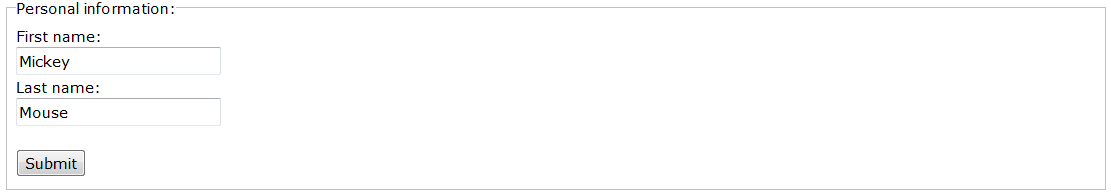 Personal information:
First name:
Mickey
Last name:
Mouse
Submit